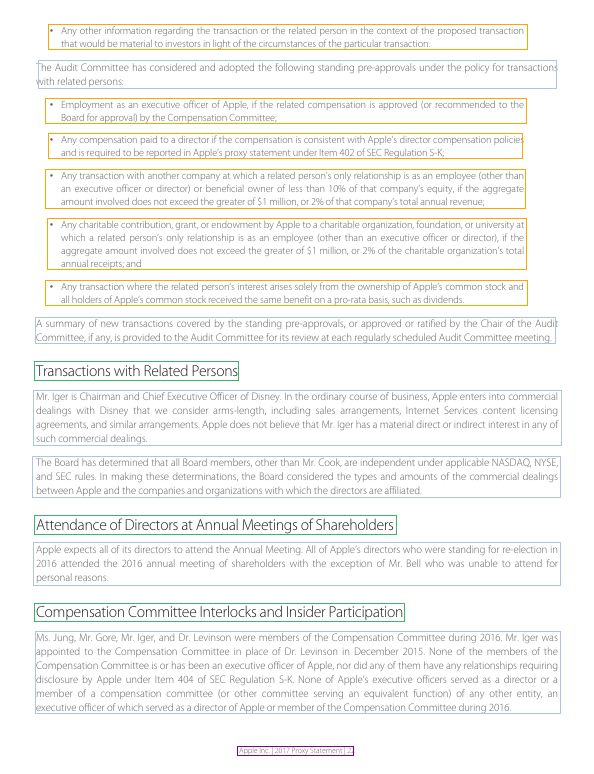 • Any other information regarding the transaction or the related person in the context of the proposed transaction
that would be material to investors in light of the circumstances of the particular transaction.
The Audit Committee has considered and adopted the following standing pre-approvals under the policy for transactions
with related persons:
• Employment as an executive officer of Apple, if the related compensation is approved (or recommended to the
Board for approval) by the Compensation Committee;
• Any compensation paid to a director if the compensation is consistent with Apple's director compensation policies
and is required to be reported in Apple's proxy statement under Item 402 of SEC Regulation S-K;
• Any transaction with another company at which a related person's only relationship is as an employee (other than
an executive officer or director) or beneficial owner of less than 10% of that company's equity, if the aggregate
amount involved does not exceed the greater of $1 million, or 2% of that company's total annual revenue;
• Any charitable contribution, grant, or endowment by Apple to a charitable organization, foundation, or university at
which a related person's only relationship is as an employee (other than an executive officer or director), if the
aggregate amount involved does not exceed the greater of $1 million, or 2% of the charitable organization's total
annual receipts; and
• Any transaction where the related person's interest arises solely from the ownership of Apple's common stock and
all holders of Apple's common stock received the same benefit on a pro-rata basis, such as dividends.
A summary of new transactions covered by the standing pre-approvals, or approved or ratified by the Chair of the Audit
Committee, if any, is provided to the Audit Committee for its review at each regularly scheduled Audit Committee meeting.
Transactions with Related Persons
Mr. Iger is Chairman and Chief Executive Officer of Disney. In the ordinary course of business, Apple enters into commercial
dealings with Disney that we consider arms-length, including sales arrangements, Internet Services content licensing
agreements, and similar arrangements. Apple does not believe that Mr. Iger has a material direct or indirect interest in any of
such commercial dealings.
The Board has determined that all Board members, other than Mr. Cook, are independent under applicable NASDAQ, NYSE,
and SEC rules. In making these determinations, the Board considered the types and amounts of the commercial dealings
between Apple and the companies and organizations with which the directors are affiliated.
Attendance of Directors at Annual Meetings of Shareholders
Apple expects all of its directors to attend the Annual Meeting. All of Apple's directors who were standing for re-election in
2016 attended the 2016 annual meeting of shareholders with the exception of Mr. Bell who was unable to attend for
personal reasons.
Compensation Committee Interlocks and Insider Participation
Ms. Jung, Mr. Gore, Mr. Iger, and Dr. Levinson were members of the Compensation Committee during 2016. Mr. Iger was
appointed to the Compensation Committee in place of Dr. Levinson in December 2015. None of the members of the
Compensation Committee is or has been an executive officer of Apple, nor did any of them have any relationships requiring
disclosure by Apple under Item 404 of SEC Regulation S-K. None of Apple's executive officers served as a director or a
member of a compensation committee (or other committee serving an equivalent function) of any other entity, an
executive officer of which served as a director of Apple or member of the Compensation Committee during 2016.
Apple Inc. | 2017 Proxy Statement |